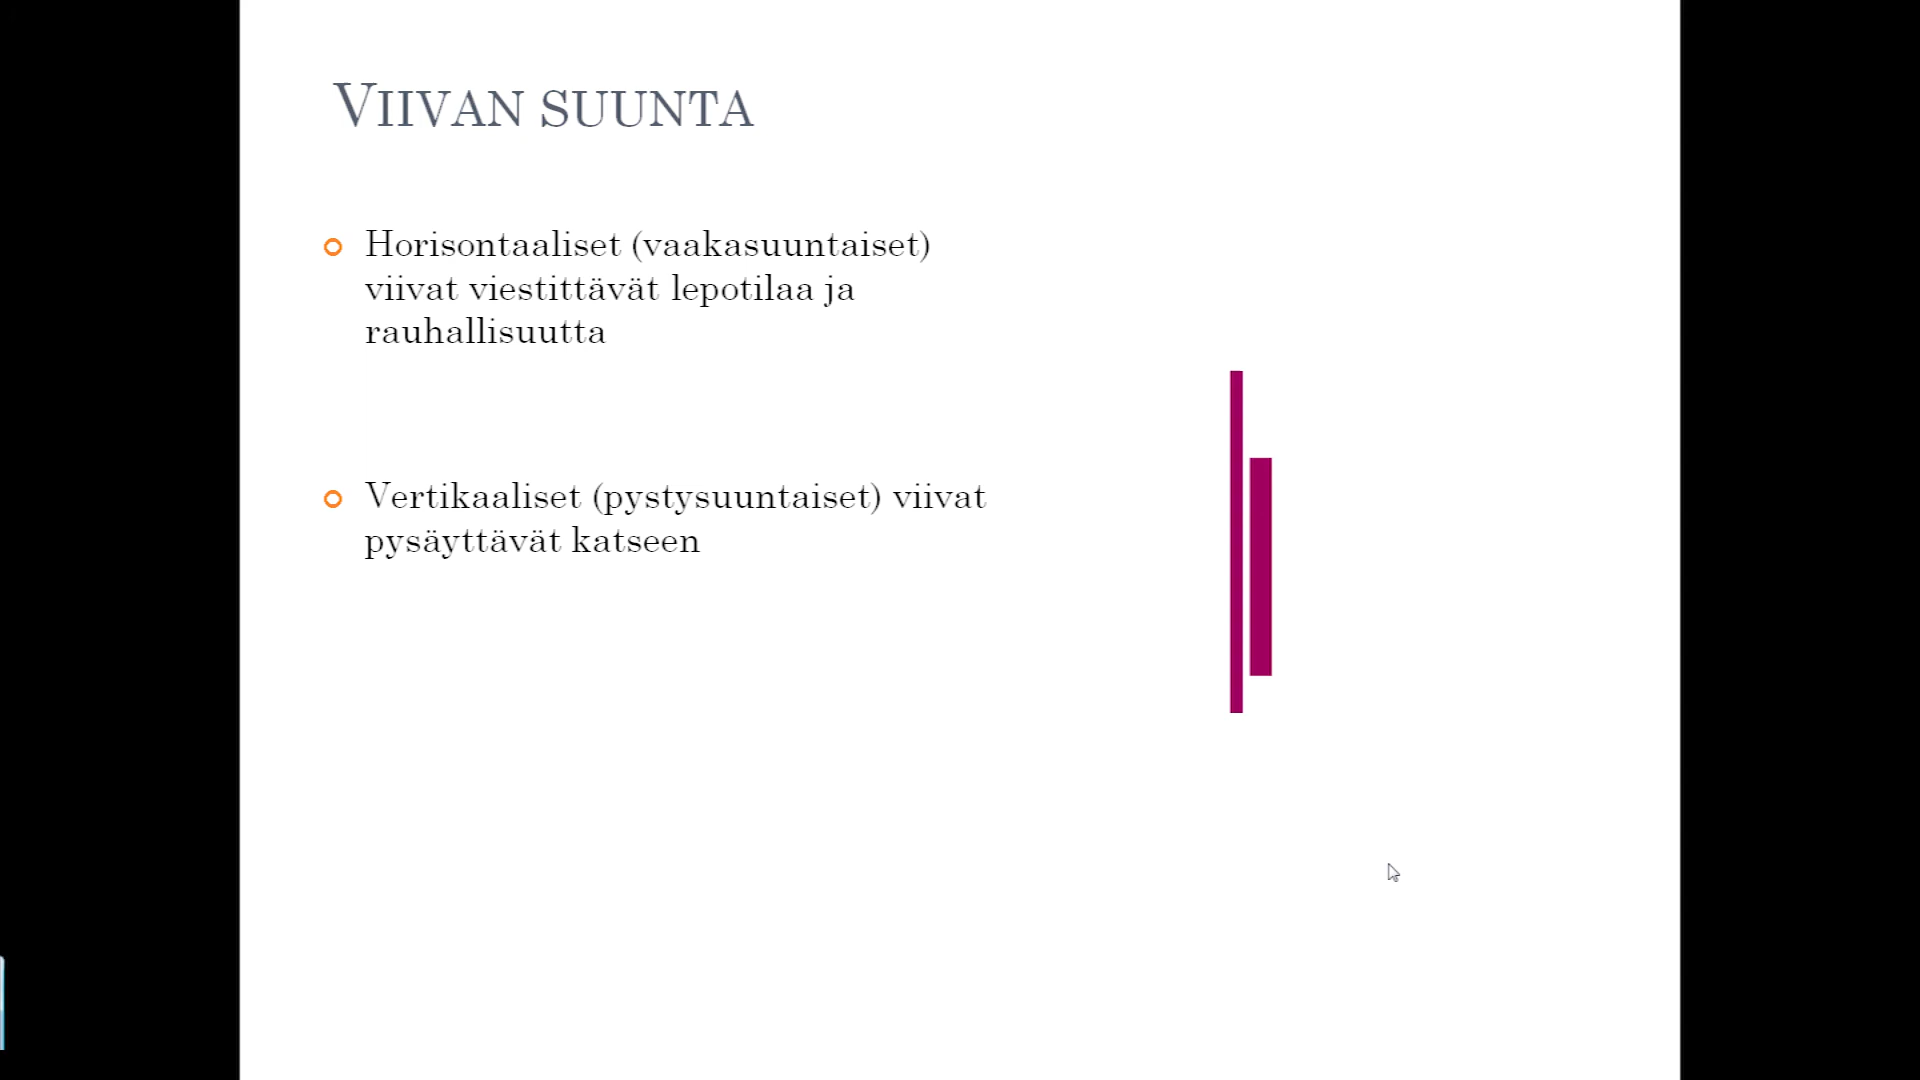 VIIVAN SUUNTA
Horisontaaliset (vaakasuuntaiset)
viivat viestittävät lepotilaa ja
rauhallisuutta
Vertikaaliset (pystysuuntaiset) viivat
pysäyttävät katseen